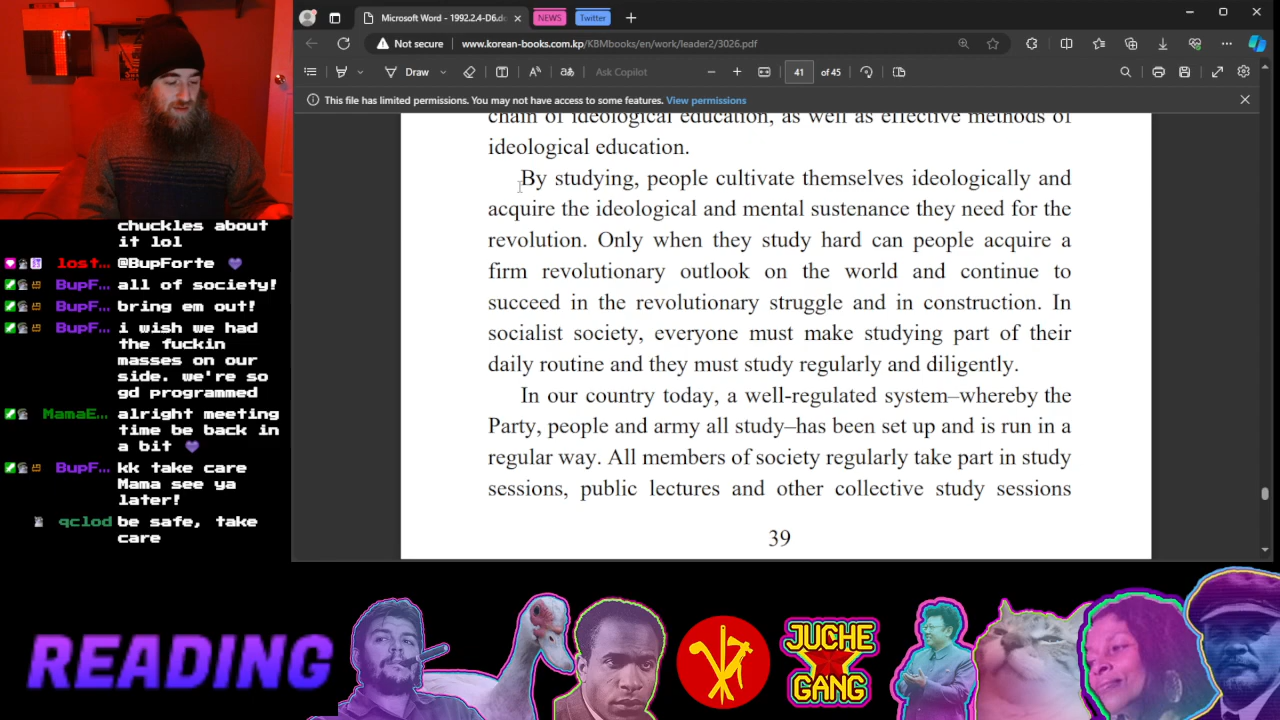 Microsoft Word - 1992.2.4-D6.do
NEWS
Twitter
Not secure
www.korean-books.com.kp/KBMbooks/en/work/leader2/3026.pdf
Draw
Ask Copilot
41
of 45
This file has limited permissions. You may not have access to some features. View permissions
chain of ideological education, as well as effective methods of
ideological education.
By studying, people cultivate themselves ideologically and
acquire the ideological and mental sustenance they need for the
revolution. Only when they study hard can people acquire a
firm revolutionary outlook on the world and continue to
succeed in the revolutionary struggle and in construction. In
socialist society, everyone must make studying part of their
daily routine and they must study regularly and diligently.
In our country today, a well-regulated system–whereby the
Party, people and army all study–has been set up and is run in a
regular way. All members of society regularly take part in study
sessions, public lectures and other collective study sessions
39
chuckles about
it lol
lost... @BupForte
BupF... all of society!
BupF... bring em out!
BupF... i wish we had
the fuckin
masses on our
side. we're so
gd programmed
MamaE... alright meeting
time be back in
a bit
BupF... kk take care
Mama see ya
later!
qclod be safe, take
care
READING
JUCHE
GANG